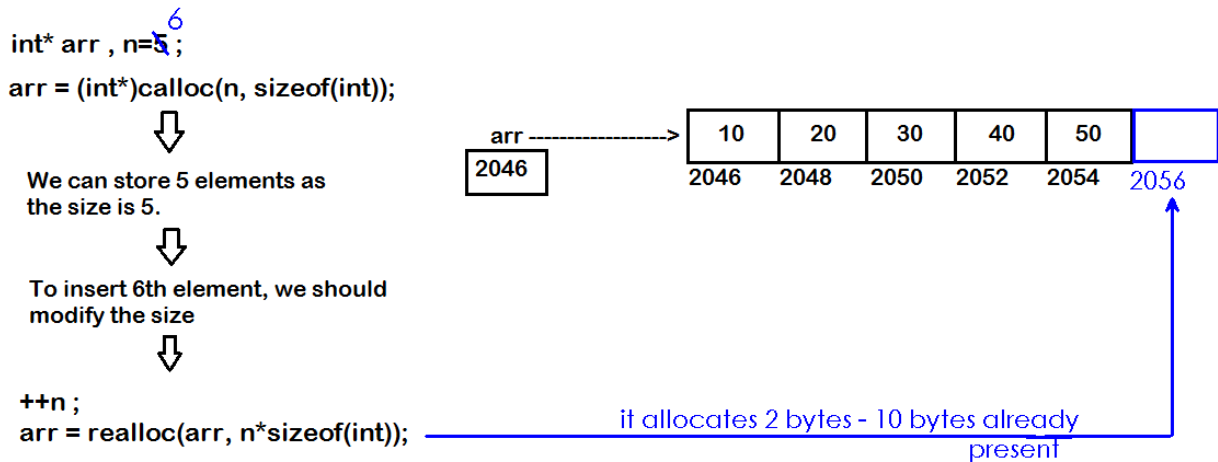 6
int* arr , n=5 ;
arr = (int*)calloc(n, sizeof(int));
We can store 5 elements as
the size is 5.
To insert 6th element, we should
modify the size
++n ;
arr = realloc(arr, n*sizeof(int));
arr ------------------>
2046
10 20 30 40 50
2046 2048 2050 2052 2054 2056
it allocates 2 bytes - 10 bytes already
present